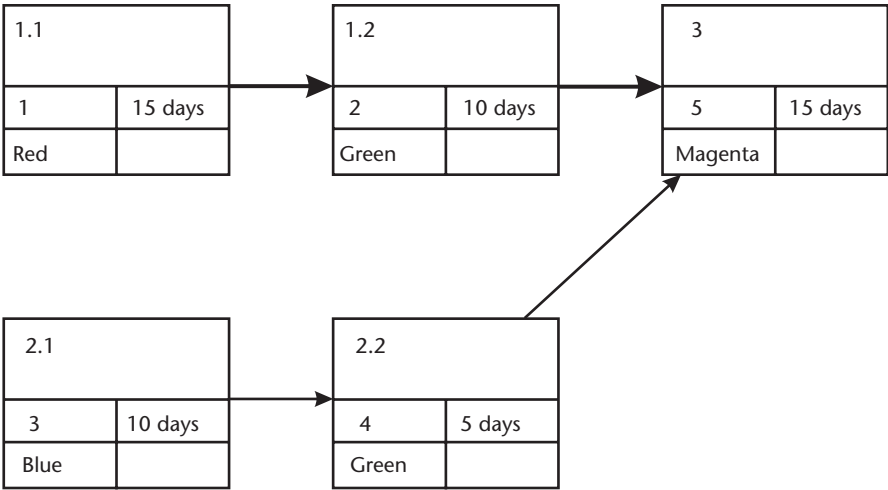 1.1
1
15 days
Red
1.2
2
10 days
Green
3
5
15 days
Magenta
2.1
3
10 days
Blue
2.2
4
5 days
Green